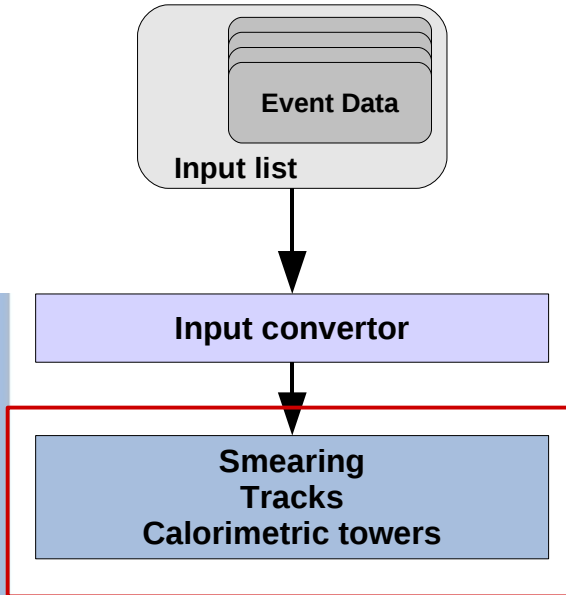 Event Data
Input list
Input convertor
Smearing
Tracks
Calorimetric towers